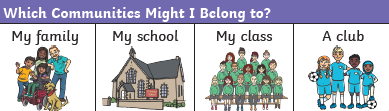 Which Communities Might I Belong to?
My family
My school
My class
A club